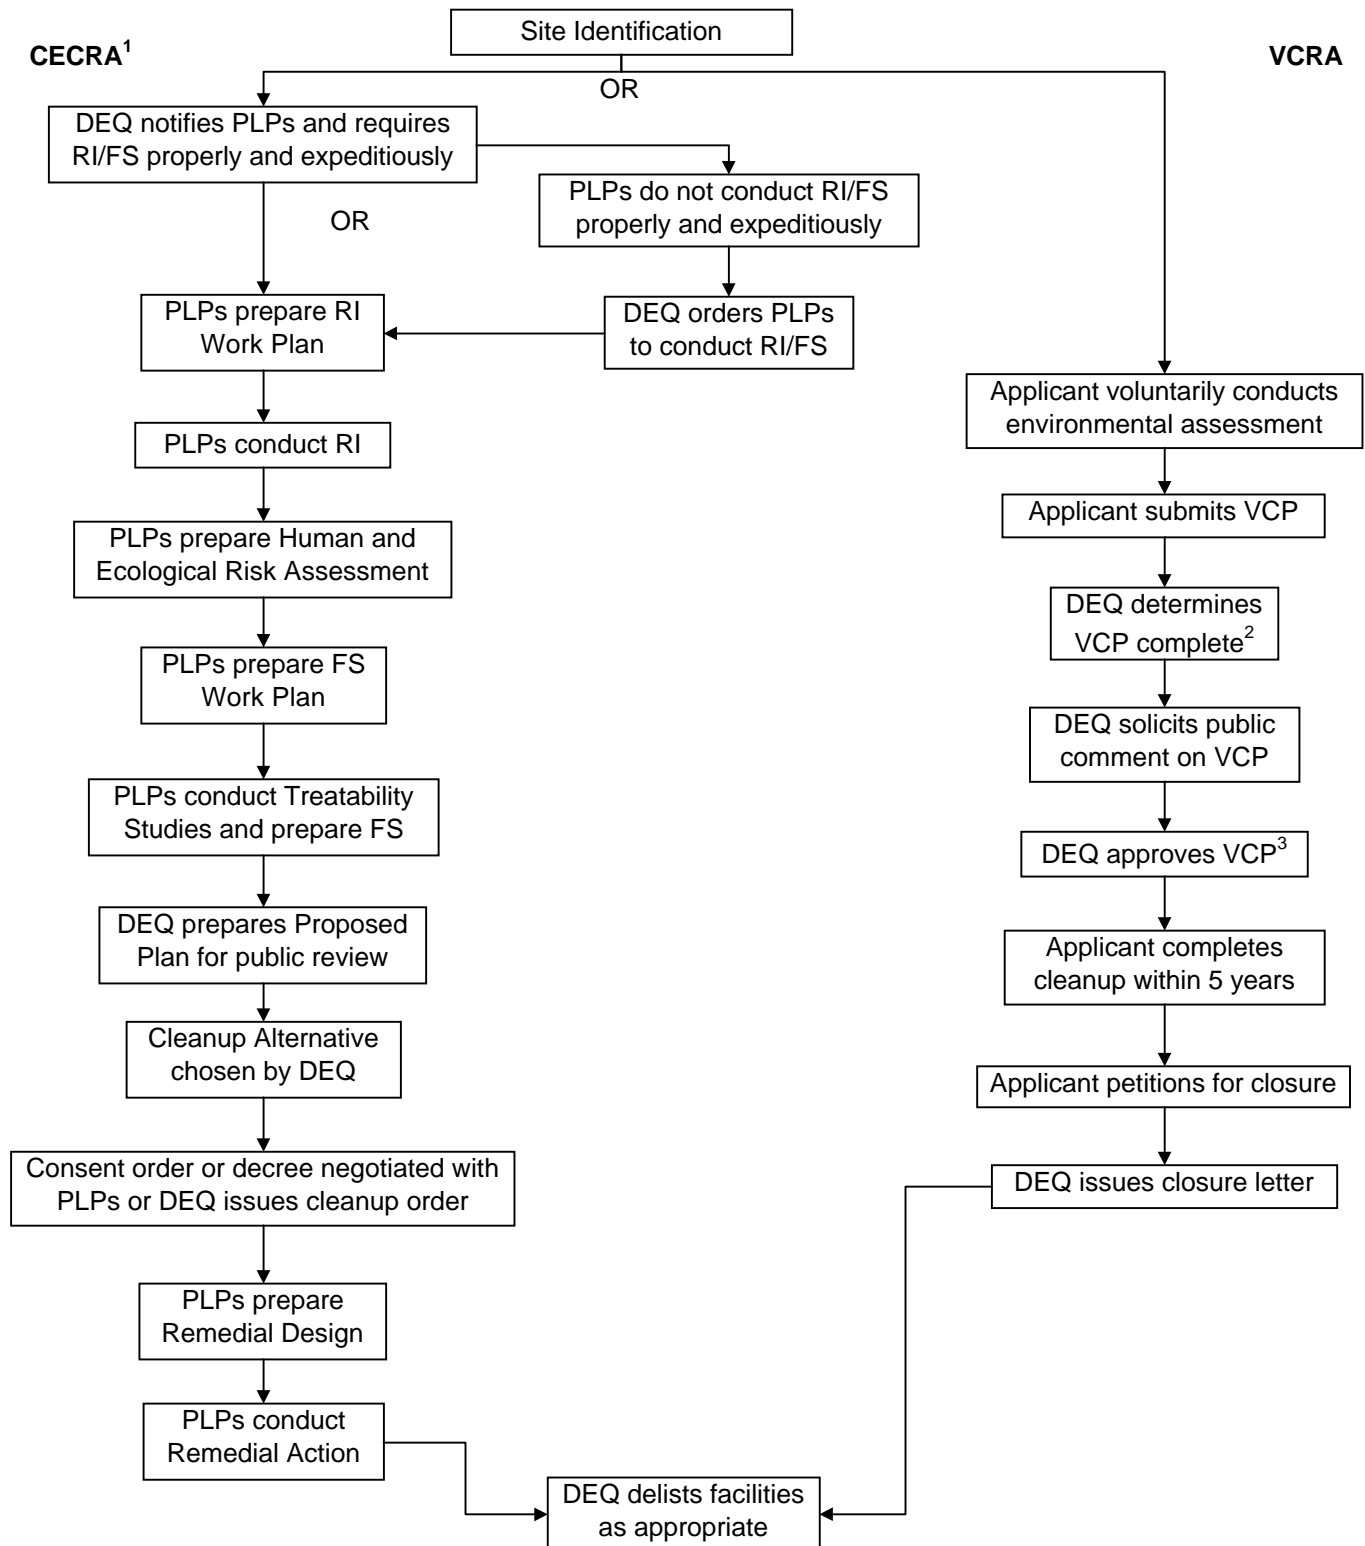 Site Identification
CECRA¹
VCRA
OR
DEQ notifies PLPs and requires
RI/FS properly and expeditiously
PLPs do not conduct RI/FS
properly and expeditiously
OR
PLPs prepare RI
Work Plan
DEQ orders PLPs
to conduct RI/FS
PLPs conduct RI
PLPs prepare Human and
Ecological Risk Assessment
PLPs prepare FS
Work Plan
PLPs conduct Treatability
Studies and prepare FS
DEQ prepares Proposed
Plan for public review
Cleanup Alternative
chosen by DEQ
Consent order or decree negotiated with
PLPs or DEQ issues cleanup order
PLPs prepare
Remedial Design
PLPs conduct
Remedial Action
Applicant voluntarily conducts
environmental assessment
Applicant submits VCP
DEQ determines
VCP complete²
DEQ solicits public
comment on VCP
DEQ approves VCP³
Applicant completes
cleanup within 5 years
Applicant petitions for closure
DEQ issues closure letter
DEQ delists facilities
as appropriate